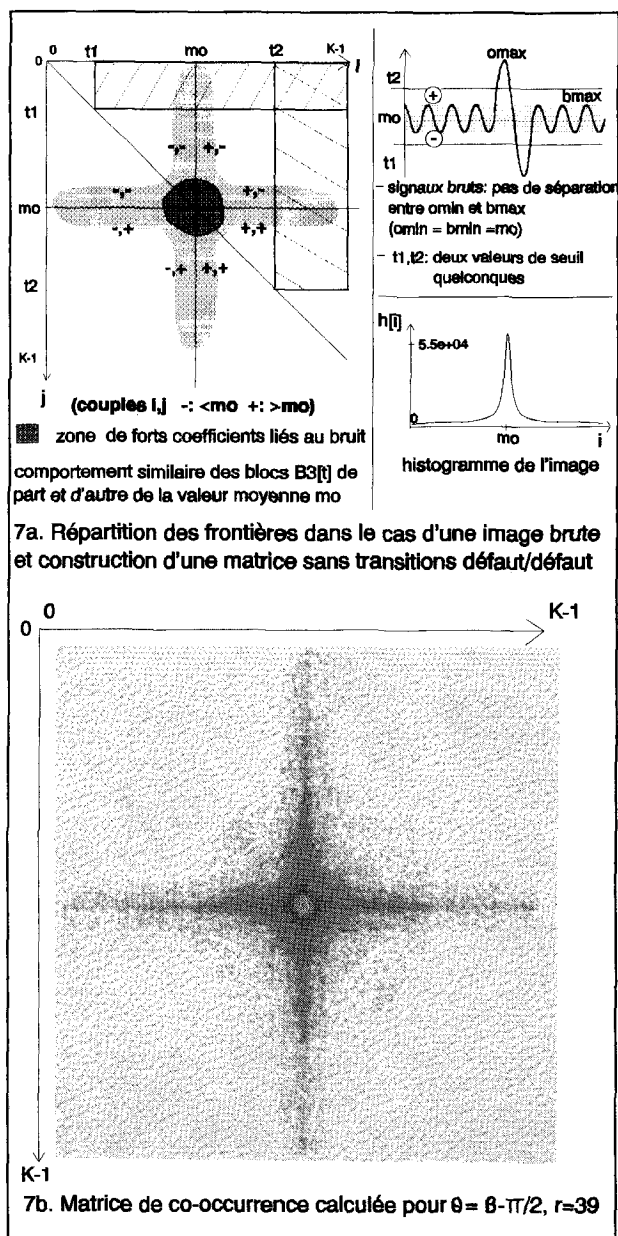 0 t1 mo t2 K-1 i
0
t1
-,- +,-
-,- +,-
mo
-,+ +,+
-,+ +,+
t2
K-1
j
(couples i,j -: <mo +: >mo)
zone de forts coefficients liés au bruit
comportement similaire des blocs B3[t] de
part et d'autre de la valeur moyenne mo
omax
t2
+
bmax
mo
-
t1
- signaux bruts: pas de séparation
entre omin et bmax
(omin = bmin =mo)
- t1,t2: deux valeurs de seuil
quelconques
h[i]
5.5e+04
0
mo i
histogramme de l'image
7a. Répartition des frontières dans le cas d'une image brute
et construction d'une matrice sans transitions défaut/défaut
0 K-1
0
K-1
7b. Matrice de co-occurrence calculée pour θ= ß-π/2, r=39